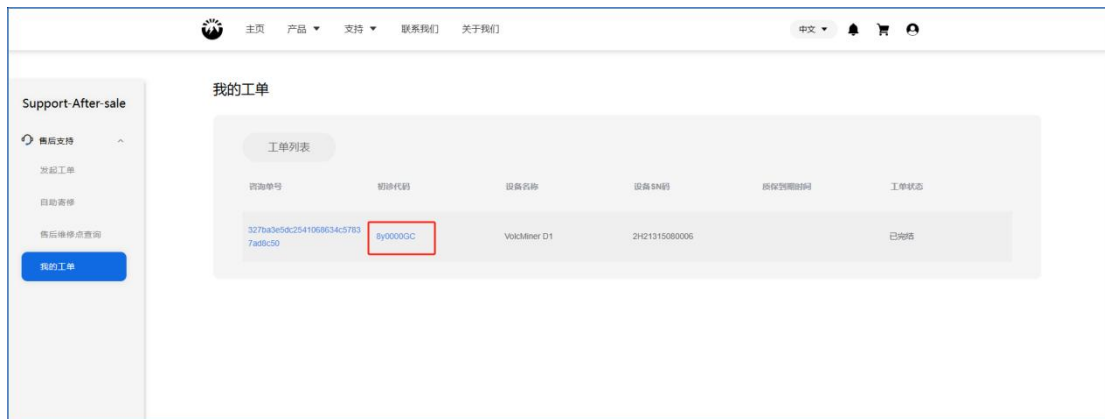 主页 产品 支持 联系我们 关于我们 中文
Support-After-sale
售后支持
发起工单
自助寄修
售后维修点查询
我的工单
我的工单
工单列表
咨询单号 初诊代码 设备名称 设备SN码 质保到期时间 工单状态
327ba3e5dc2541068634c5783
7ad8c50
8y0000GC VolcMiner D1 2H21315080006 已完结